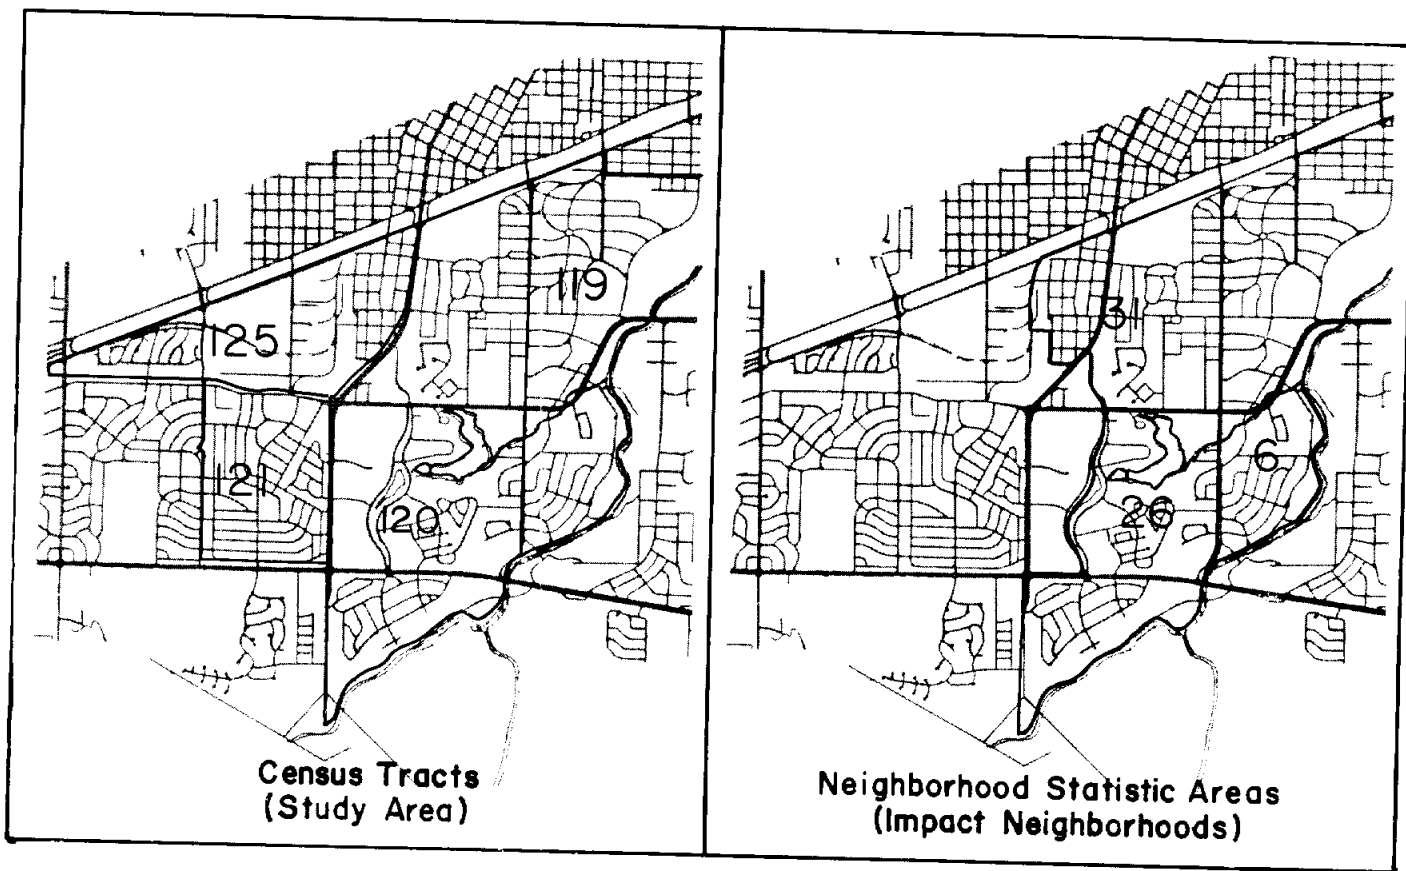 119
125
121
120
Census Tracts
(Study Area)
31
6
26
Neighborhood Statistic Areas
(Impact Neighborhoods)